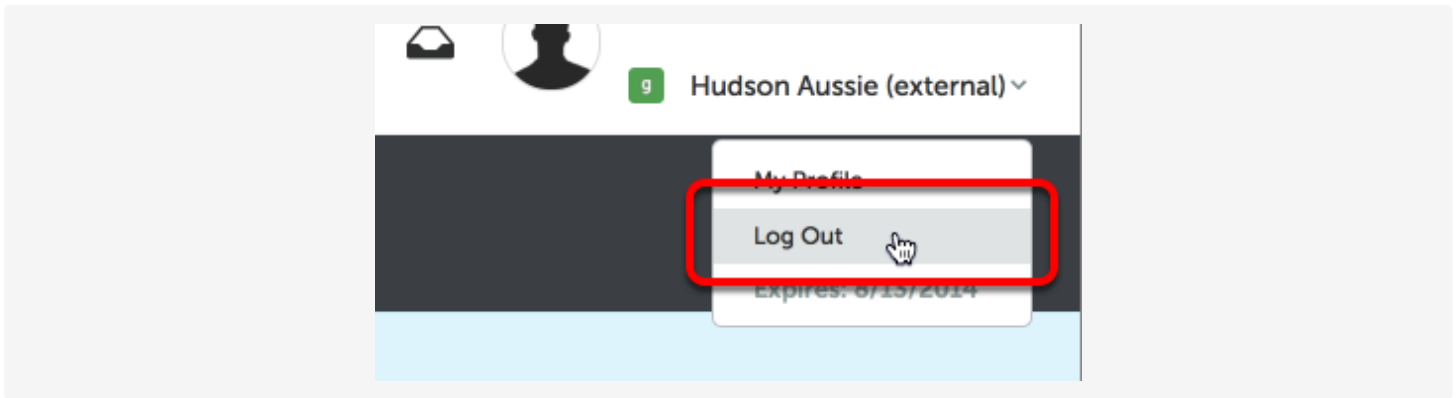 g Hudson Aussie (external)
My Profile
Log Out
Expires: 8/13/2014